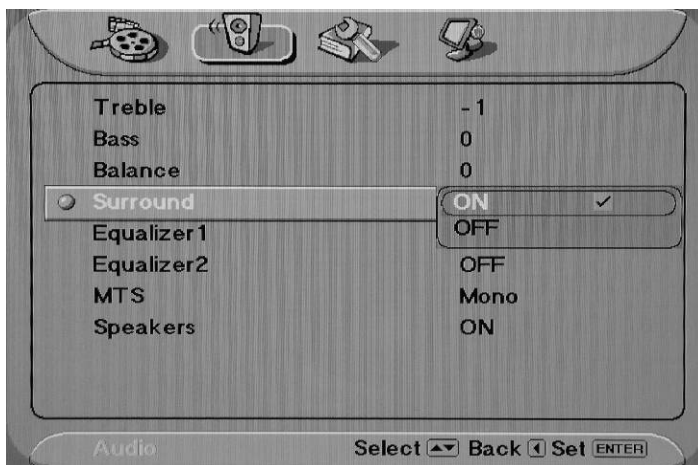 Treble -1
Bass 0
Balance 0
Surround ON ✓
Equalizer1 OFF
Equalizer2 OFF
MTS Mono
Speakers ON
Audio Select ▲▼ Back ◀ Set ENTER